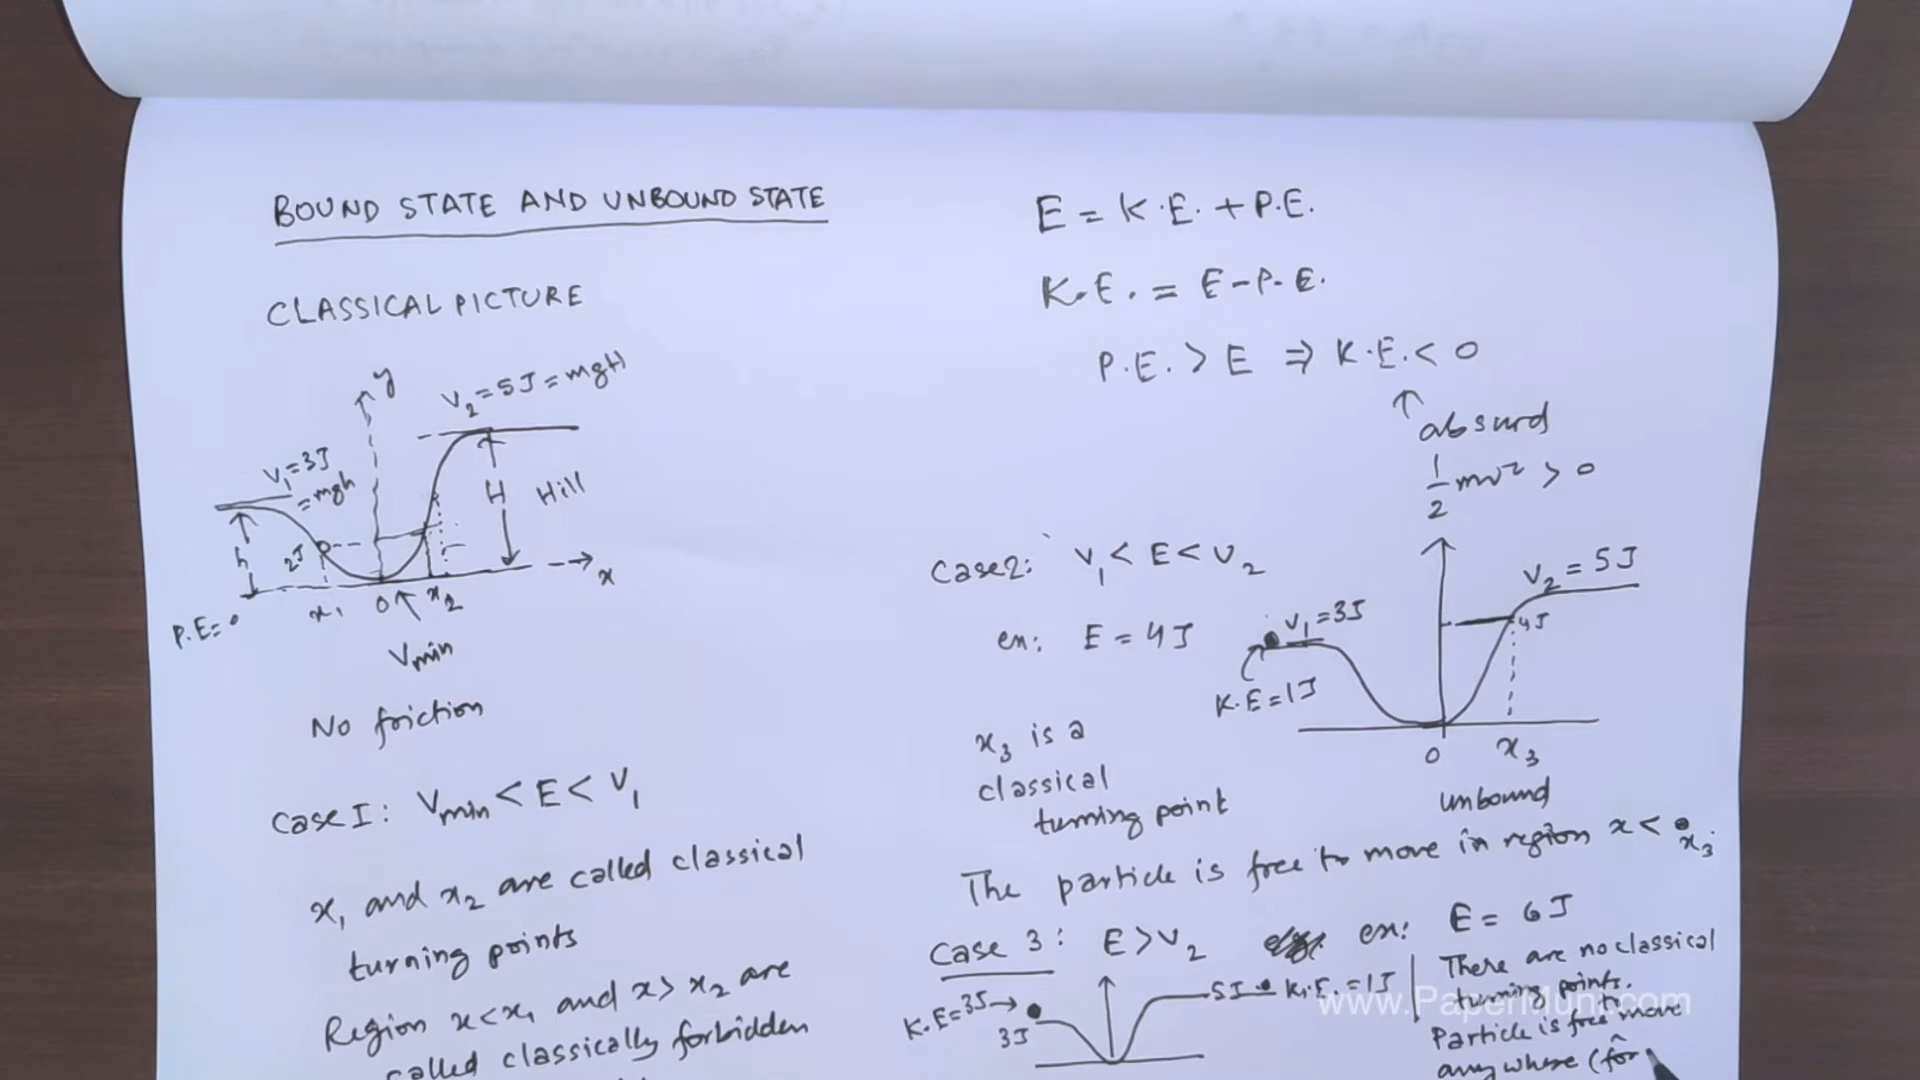 BOUND STATE AND UNBOUND STATE
CLASSICAL PICTURE
y
V₂ = 5J = mgH
V₁ = 3J
= mgh
H
Hill
h
2J
x
P.E = 0
x₁
0
x₂
Vmin
No friction
Case I: Vmin < E < V₁
x₁ and x₂ are called classical
turning points
Region x < x₁ and x > x₂ are
called classically forbidden
E = K.E. + P.E.
K.E. = E - P.E.
P.E. > E ⇒ K.E. < 0
↑
absurd
1/2 mv² > 0
Case 2: V₁ < E < V₂
ex: E = 4J
V₁ = 3J
V₂ = 5J
4J
K.E = 1J
0
x₃
x₃ is a
classical
turning point
unbound
The particle is free to move in region x < x₃.
Case 3: E > V₂ ex: E = 6J
K.E = 3J →
3J
5J
K.E. = 1J
There are no classical
turning points.
www.PaperMun.com
Particle is free to move
anywhere (for